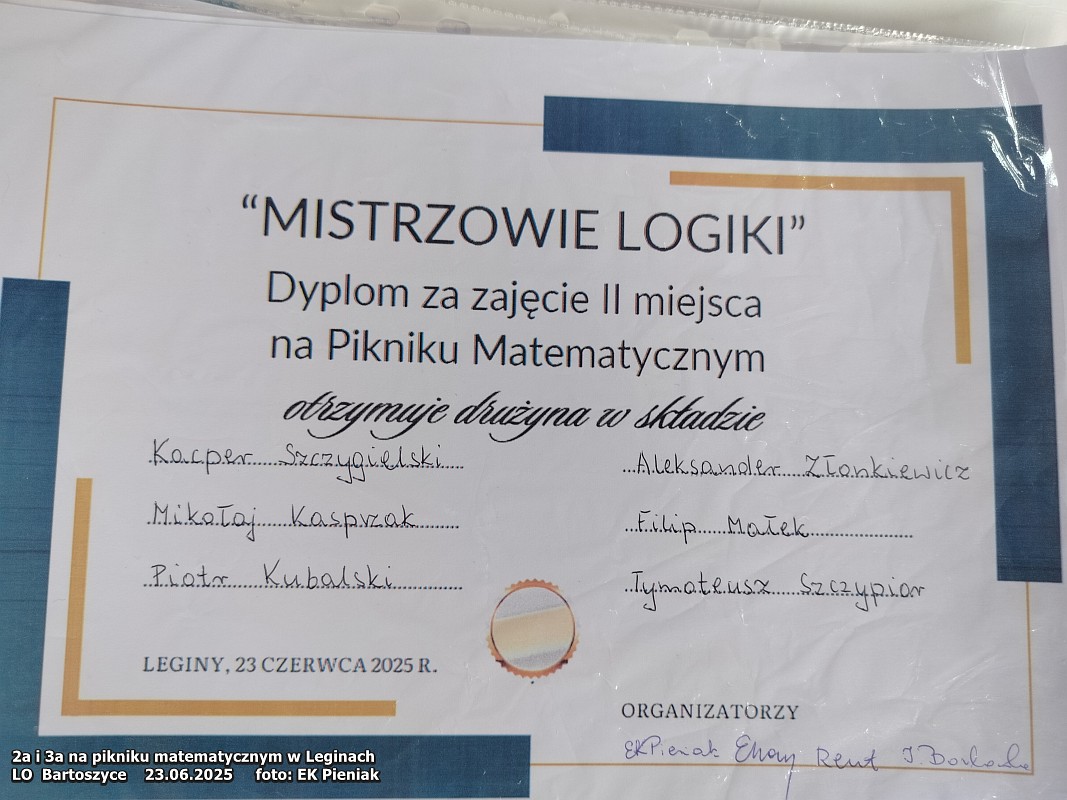 “MISTRZOWIE LOGIKI”
Dyplom za zajęcie II miejsca
na Pikniku Matematycznym
otrzymuje drużyna w składzie
Kacper Szczygielski
Aleksander Złonkiewicz
Mikołaj Kasprzak
Filip Małek
Piotr Kubalski
Tymoteusz Szczypior
LEGINY, 23 CZERWCA 2025 R.
ORGANIZATORZY
EKPieniak
2a i 3a na pikniku matematycznym w Leginach
LO Bartoszyce 23.06.2025 foto: EK Pieniak